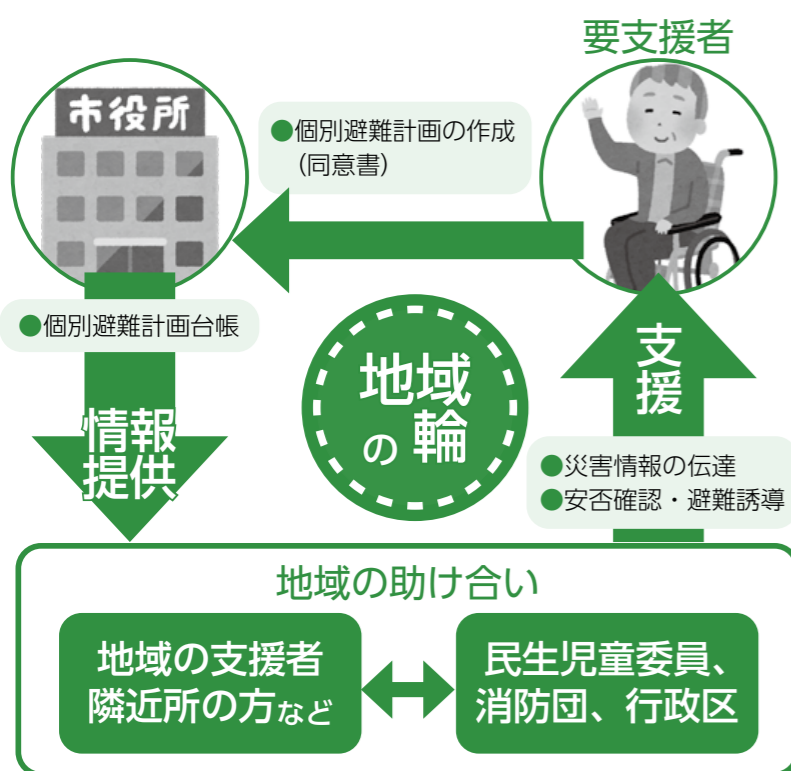 要支援者
市役所
●個別避難計画の作成
（同意書）
●個別避難計画台帳
情報
提供
地域
の輪
支援
●災害情報の伝達
●安否確認・避難誘導
地域の助け合い
地域の支援者
隣近所の方など
民生児童委員、
消防団、行政区